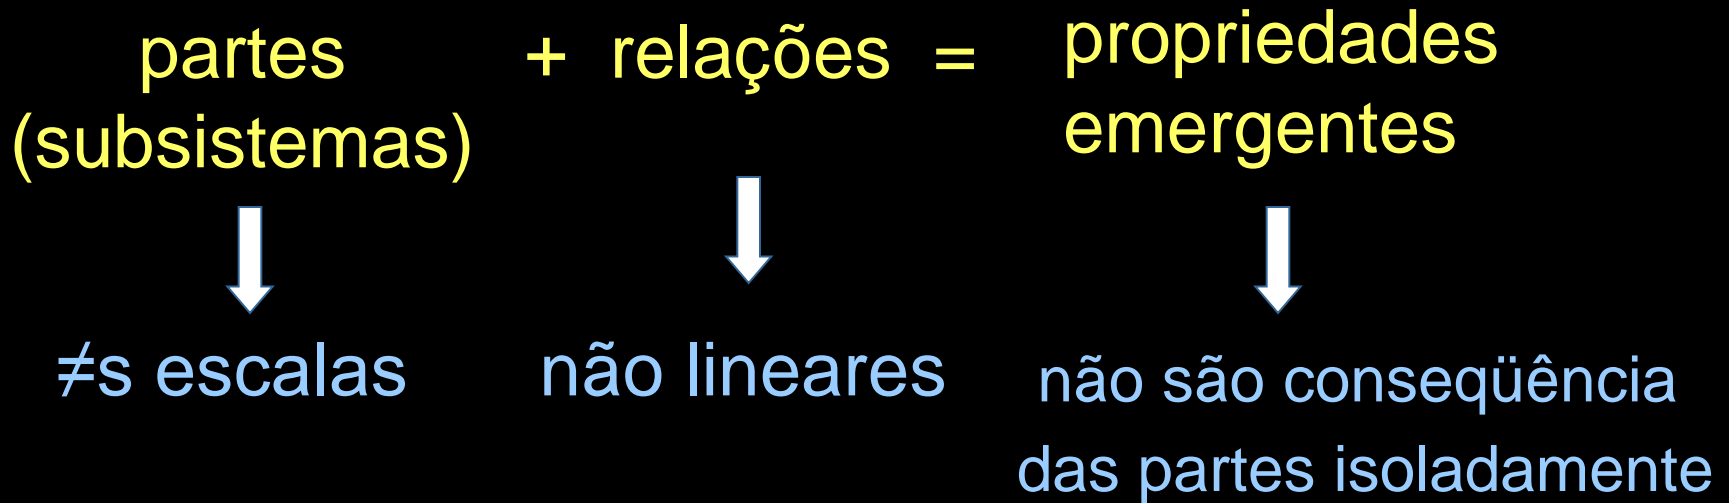 partes + relações = propriedades
(subsistemas) emergentes
≠s escalas não lineares não são conseqüência
das partes isoladamente